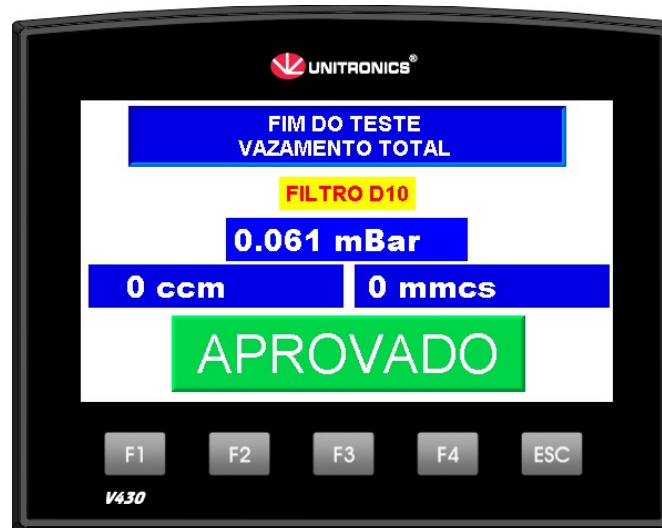 UNITRONICS®
FIM DO TESTE
VAZAMENTO TOTAL
FILTRO D10
0.061 mBar
0 ccm
0 mmcs
APROVADO
F1 F2 F3 F4 ESC
V430